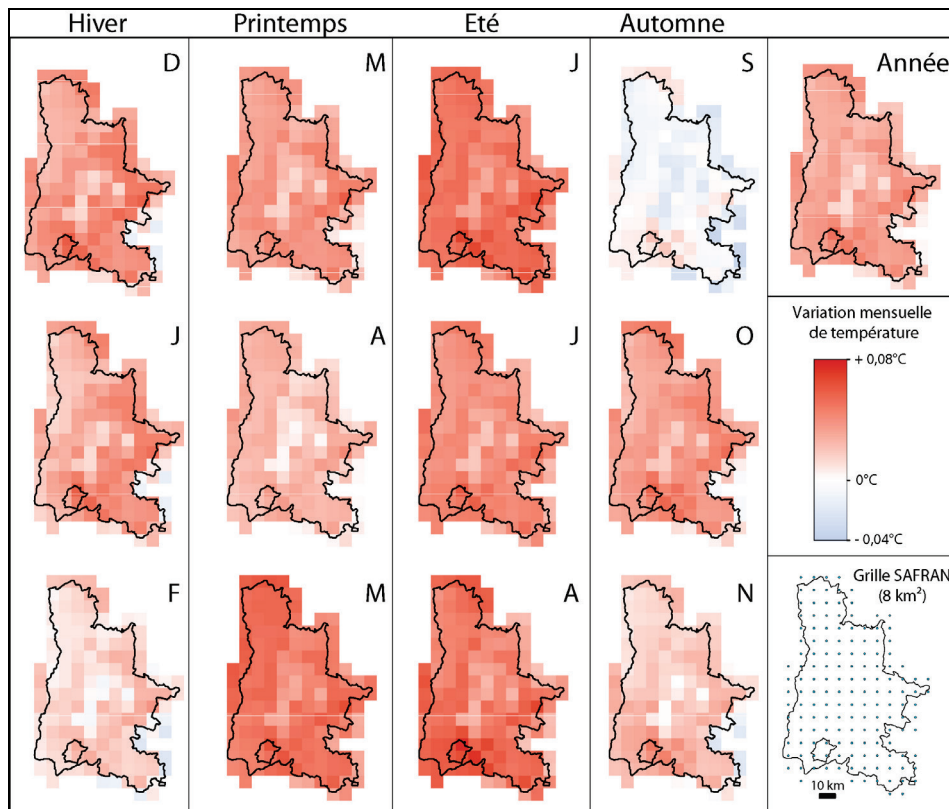 Hiver
Printemps
Eté
Automne
D
M
J
S
Année
J
A
J
O
Variation mensuelle
de température
+ 0,08°C
0°C
- 0,04°C
F
M
A
N
Grille SAFRAN
(8 km²)
10 km